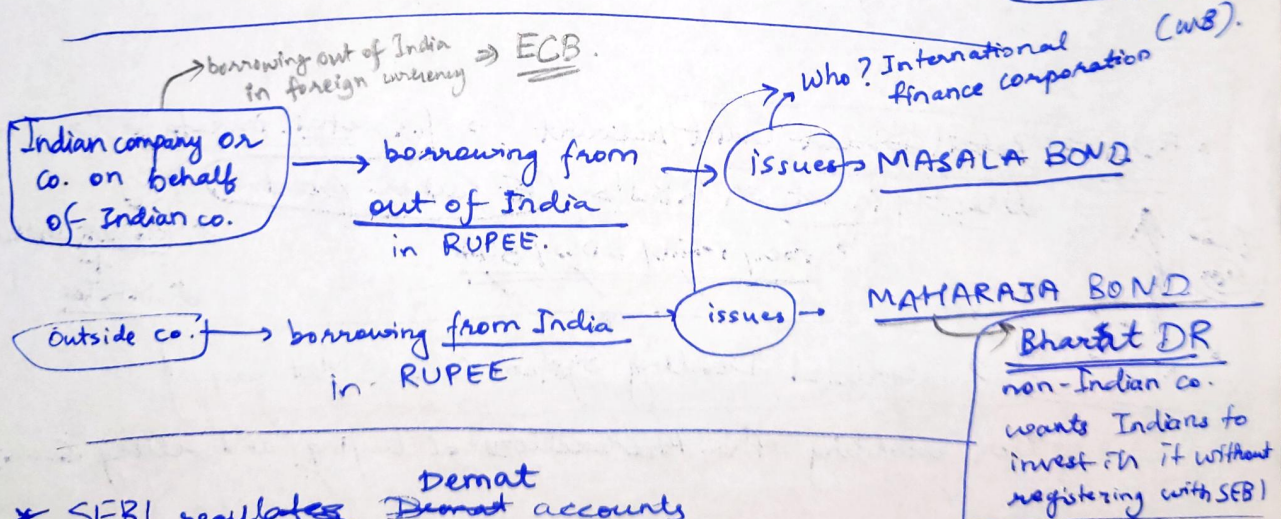 (WB).
borrowing out of India ⇒ ECB.
in foreign currency
Who? International
finance corporation
Indian company or
co. on behalf
of Indian co.
borrowing from
out of India
in RUPEE.
issues → MASALA BOND
Outside co. → borrowing from India → issues →
in RUPEE
MAHARAJA BOND
Bharat DR
non-Indian co.
wants Indians to
invest in it without
registering with SEBI
Demat
* SEBI regulates Demat accounts